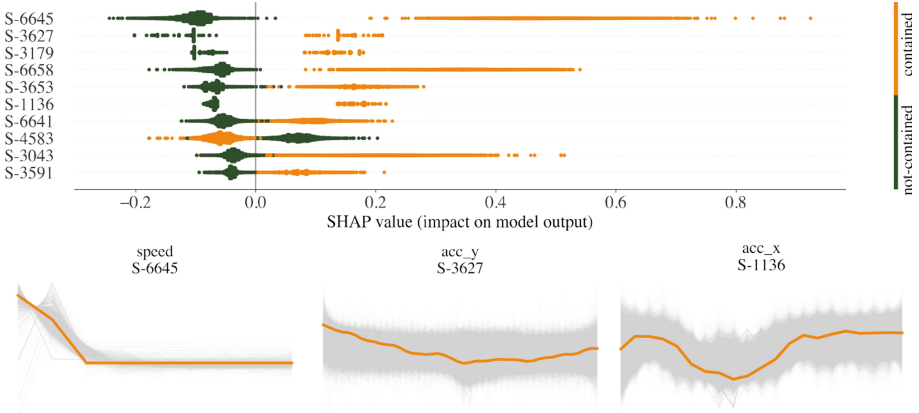 S-6645
S-3627
S-3179
S-6658
S-3653
S-1136
S-6641
S-4583
S-3043
S-3591
−0.2 0.0 0.2 0.4 0.6 0.8
SHAP value (impact on model output)
contained
not-contained
speed
S-6645
acc_y
S-3627
acc_x
S-1136